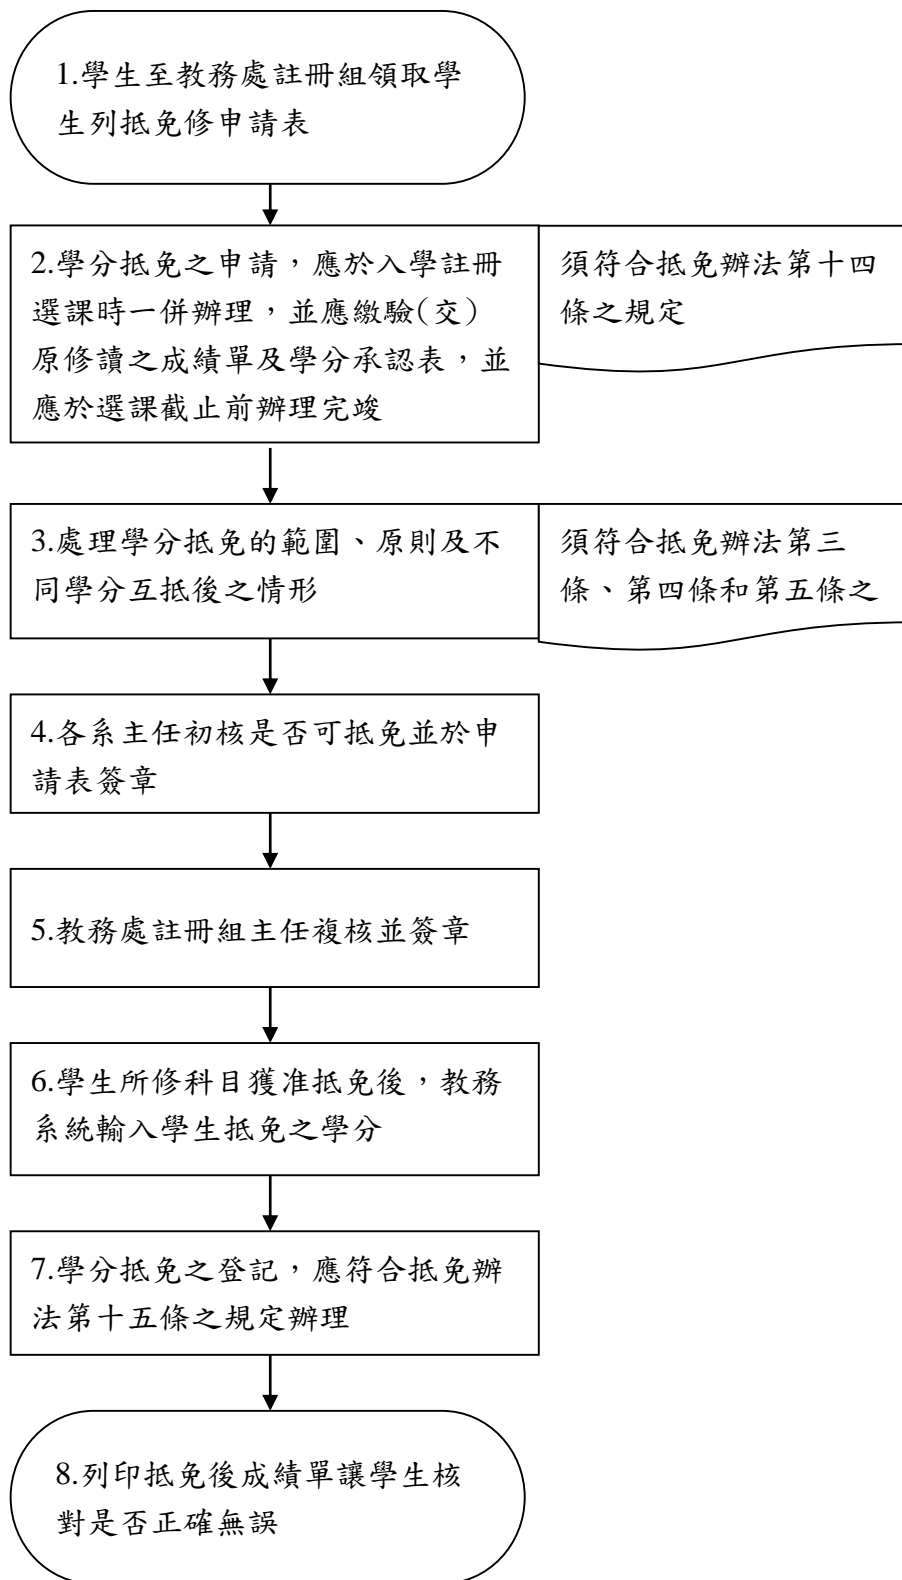 1.學生至教務處註冊組領取學
生列抵免修申請表
2.學分抵免之申請，應於入學註冊
選課時一併辦理，並應繳驗(交)
原修讀之成績單及學分承認表，並
應於選課截止前辦理完竣
須符合抵免辦法第十四
條之規定
3.處理學分抵免的範圍、原則及不
同學分互抵後之情形
須符合抵免辦法第三
條、第四條和第五條之
4.各系主任初核是否可抵免並於申
請表簽章
5.教務處註冊組主任複核並簽章
6.學生所修科目獲准抵免後，教務
系統輸入學生抵免之學分
7.學分抵免之登記，應符合抵免辦
法第十五條之規定辦理
8.列印抵免後成績單讓學生核
對是否正確無誤